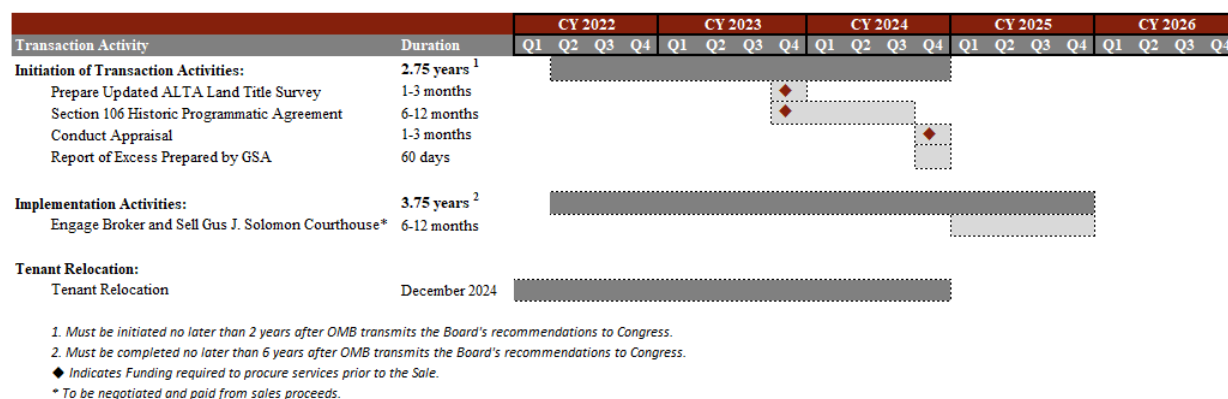 CY 2022 CY 2023 CY 2024 CY 2025 CY 2026
Transaction Activity Duration Q1 Q2 Q3 Q4 Q1 Q2 Q3 Q4 Q1 Q2 Q3 Q4 Q1 Q2 Q3 Q4 Q1 Q2 Q3 Q4
Initiation of Transaction Activities: 2.75 years 1
Prepare Updated ALTA Land Title Survey 1-3 months
Section 106 Historic Programmatic Agreement 6-12 months
Conduct Appraisal 1-3 months
Report of Excess Prepared by GSA 60 days
Implementation Activities: 3.75 years 2
Engage Broker and Sell Gus J. Solomon Courthouse* 6-12 months
Tenant Relocation:
Tenant Relocation December 2024
1. Must be initiated no later than 2 years after OMB transmits the Board's recommendations to Congress.
2. Must be completed no later than 6 years after OMB transmits the Board's recommendations to Congress.
◆ Indicates Funding required to procure services prior to the Sale.
* To be negotiated and paid from sales proceeds.